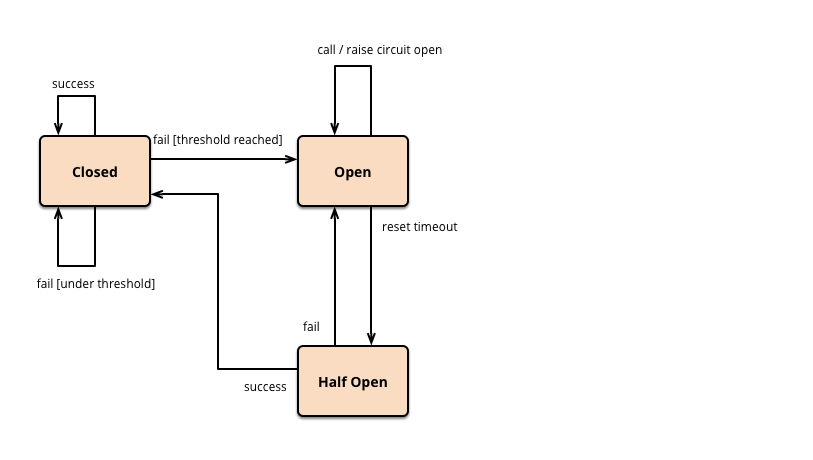 call / raise circuit open
success
fail [threshold reached]
Closed
Open
reset timeout
fail [under threshold]
fail
Half Open
success